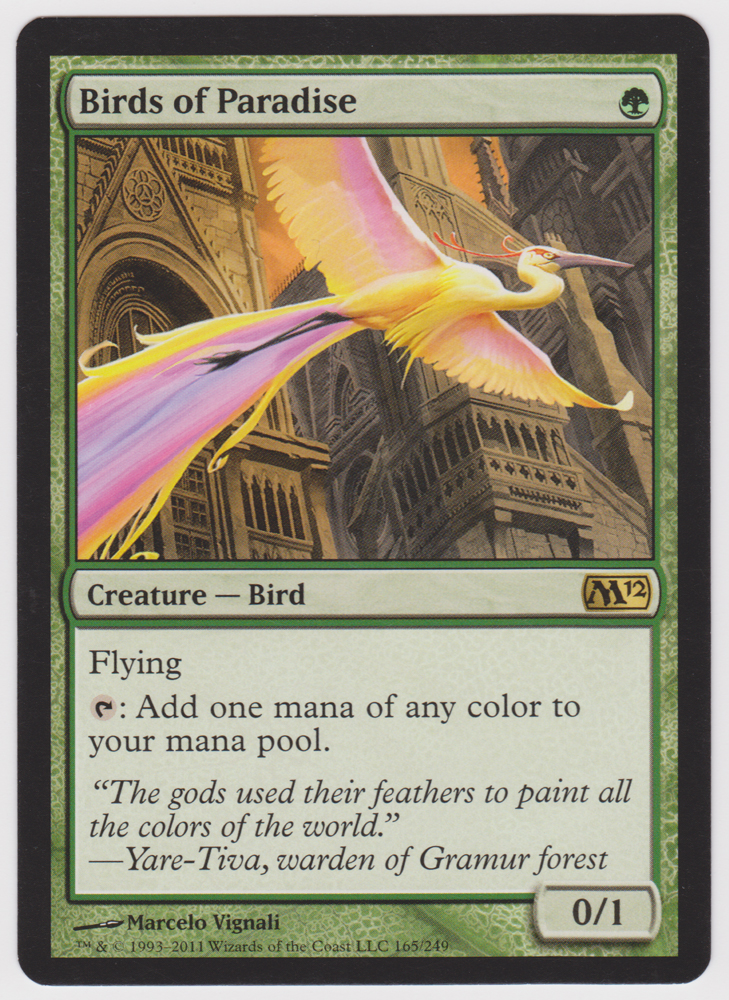 Birds of Paradise
Creature — Bird
M12
Flying
: Add one mana of any color to
your mana pool.
“The gods used their feathers to paint all
the colors of the world.”
—Yare-Tiva, warden of Gramur forest
0/1
Marcelo Vignali
™ & © 1993–2011 Wizards of the Coast LLC 165/249